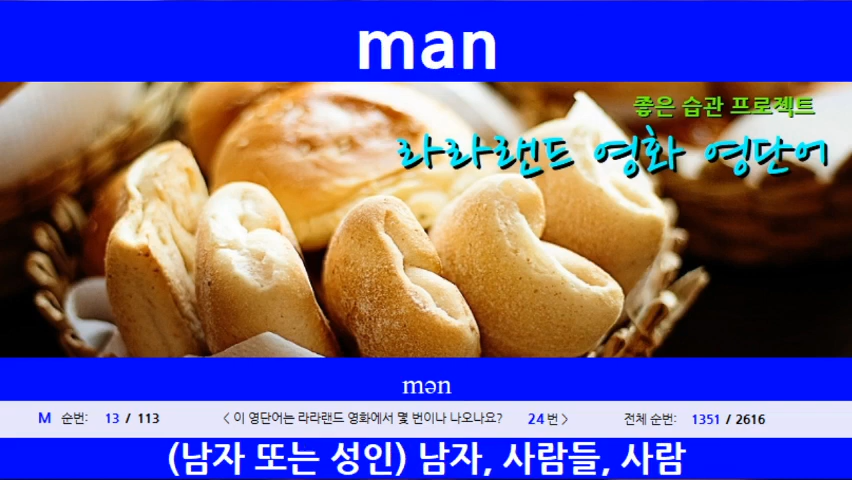 man
좋은 습관 프로젝트
라라랜드 영화 영단어
mən
M 순번: 13 / 113 < 이 영단어는 라라랜드 영화에서 몇 번이나 나오나요? 24 번 > 전체 순번: 1351 / 2616
(남자 또는 성인) 남자, 사람들, 사람